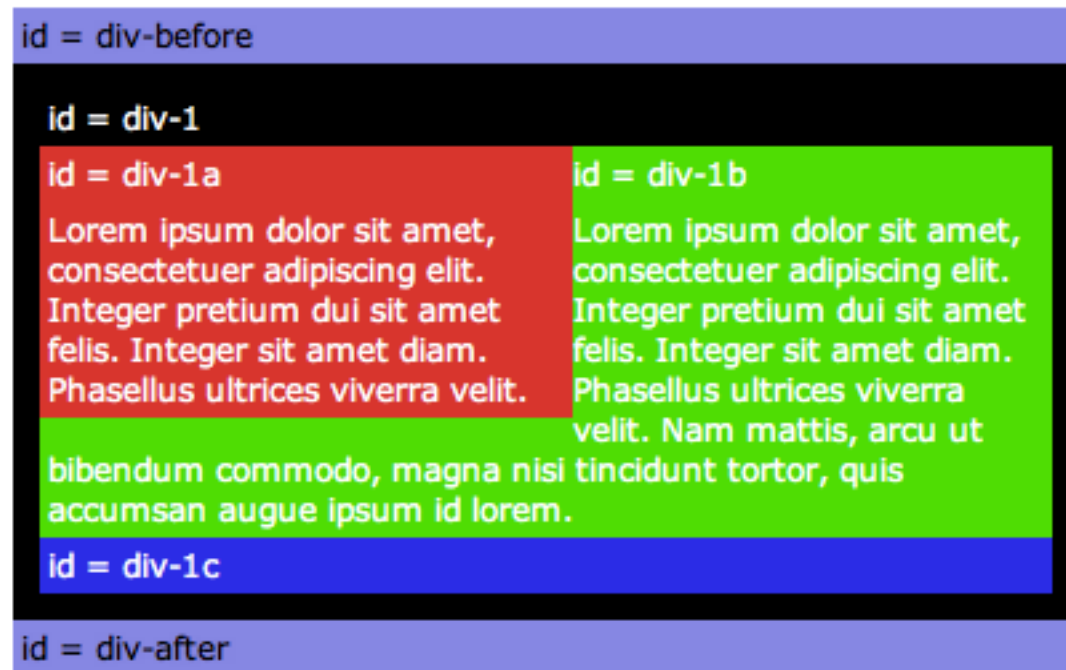 id = div-before
id = div-1
id = div-1a
Lorem ipsum dolor sit amet,
consectetuer adipiscing elit.
Integer pretium dui sit amet
felis. Integer sit amet diam.
Phasellus ultrices viverra velit.
id = div-1b
Lorem ipsum dolor sit amet,
consectetuer adipiscing elit.
Integer pretium dui sit amet
felis. Integer sit amet diam.
Phasellus ultrices viverra
velit. Nam mattis, arcu ut
bibendum commodo, magna nisi tincidunt tortor, quis
accumsan augue ipsum id lorem.
id = div-1c
id = div-after